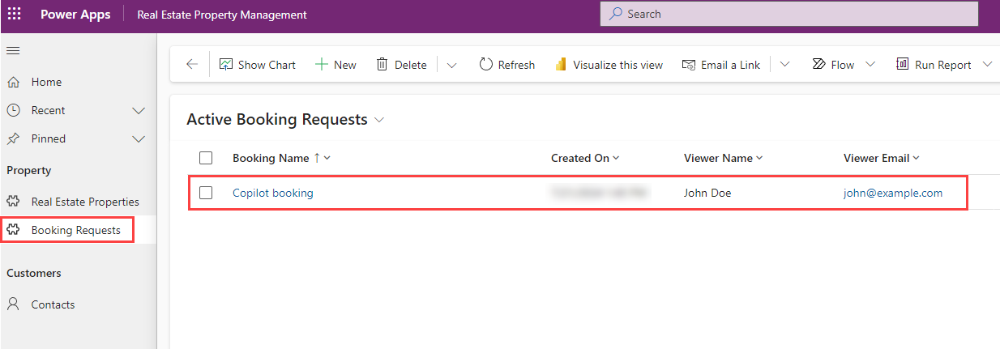 Power Apps Real Estate Property Management Search
Show Chart New Delete Refresh Visualize this view Email a Link Flow Run Report
Home
Recent
Pinned
Property
Real Estate Properties
Booking Requests
Customers
Contacts
Active Booking Requests
Booking Name Created On Viewer Name Viewer Email
Copilot booking John Doe john@example.com